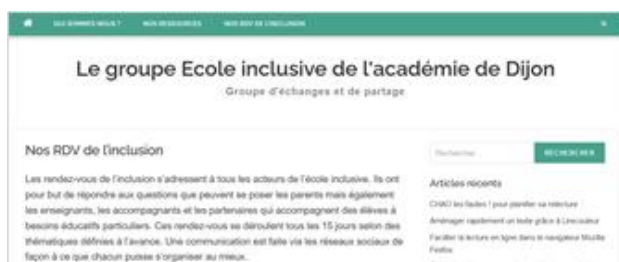 QUI SOMMES-NOUS ? NOS RESSOURCES NOS RDV DE L'INCLUSION
Le groupe Ecole inclusive de l'académie de Dijon
Groupe d'échanges et de partage
Nos RDV de l'inclusion
Les rendez-vous de l'inclusion s'adressent à tous les acteurs de l'école inclusive. Ils ont
pour but de répondre aux questions que peuvent se poser les parents mais également
les enseignants, les accompagnants et les partenaires qui accompagnent des élèves à
besoins éducatifs particuliers. Ces rendez-vous se déroulent tous les 15 jours selon des
thématiques définies à l'avance. Une communication est faite via les réseaux sociaux de
façon à ce que chacun puisse s'organiser au mieux.
Rechercher RECHERCHER
Articles récents
faciles ! pour planifier sa relecture
Aménager rapidement un texte grâce à Lirecouleur
Faciliter la lecture en ligne dans le navigateur Mozilla
Firefox